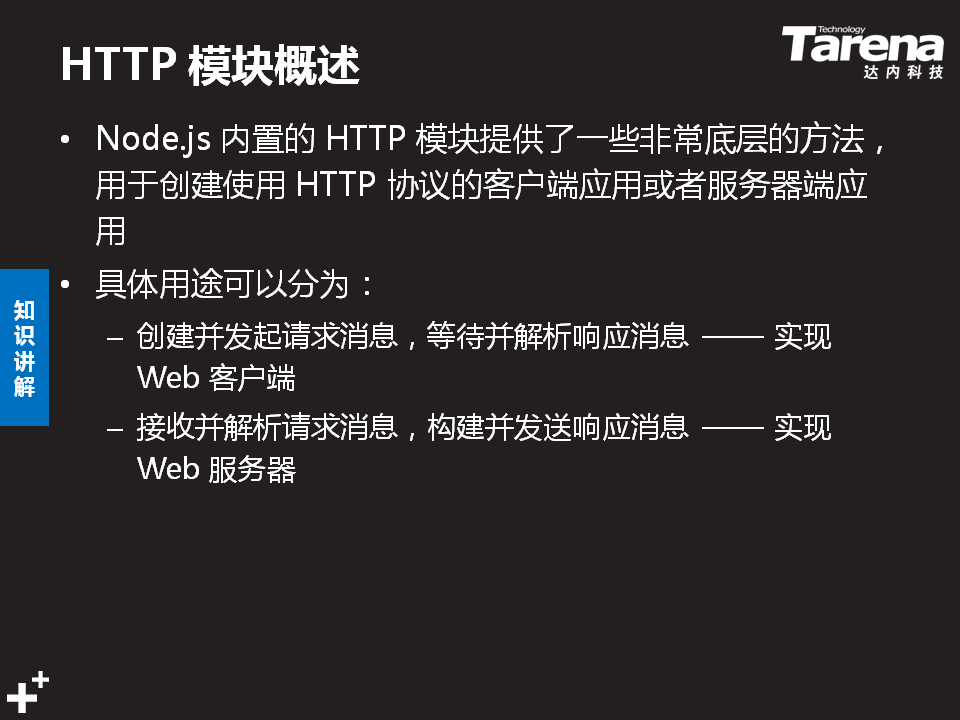 HTTP 模块概述
Technology
Tarena
达内科技
• Node.js 内置的 HTTP 模块提供了一些非常底层的方法，
用于创建使用 HTTP 协议的客户端应用或者服务器端应
用
• 具体用途可以分为：
– 创建并发起请求消息，等待并解析响应消息 —— 实现
Web 客户端
– 接收并解析请求消息，构建并发送响应消息 —— 实现
Web 服务器
知识讲解